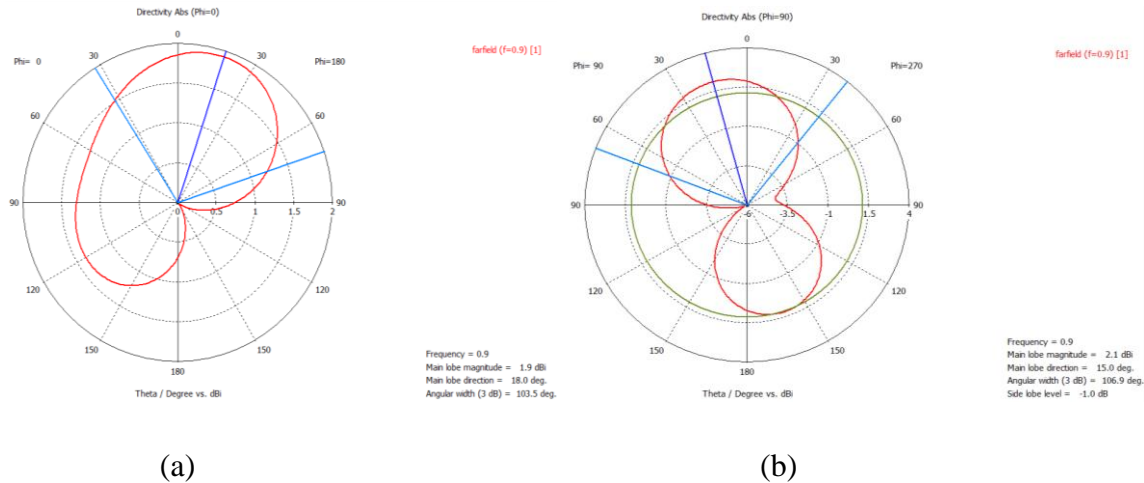 Directivity Abs (Phi=0)
farfield (f=0.9) [1]
Phi= 0
0
Phi=180
30
30
60
60
90
0
0.5
1
1.5
2
90
120
120
150
150
180
Theta / Degree vs. dBi
Frequency = 0.9
Main lobe magnitude = 1.9 dBi
Main lobe direction = 18.0 deg.
Angular width (3 dB) = 103.5 deg.
(a)
Directivity Abs (Phi=90)
farfield (f=0.9) [1]
Phi= 90
0
Phi=270
30
30
60
60
90
-6
-3.5
-1
1.5
4
90
120
120
150
150
180
Theta / Degree vs. dBi
Frequency = 0.9
Main lobe magnitude = 2.1 dBi
Main lobe direction = 15.0 deg.
Angular width (3 dB) = 106.9 deg.
Side lobe level = -1.0 dB
(b)